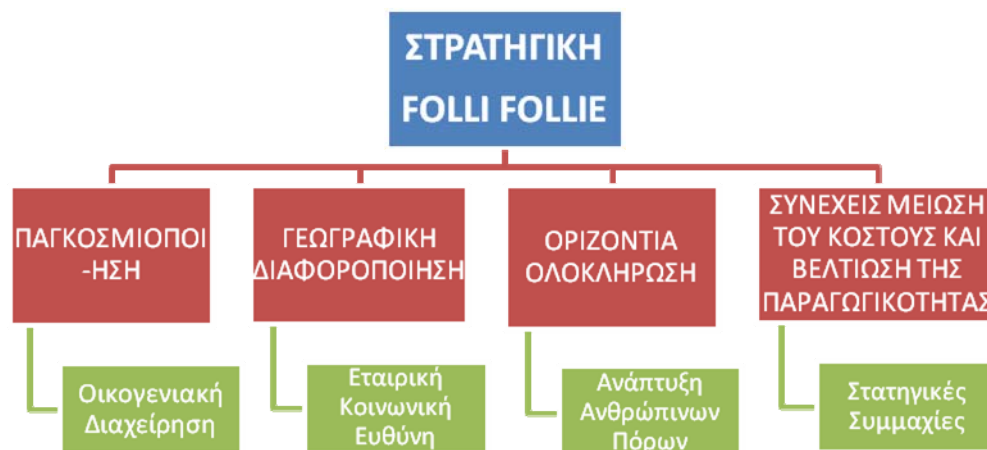 ΣΤΡΑΤΗΓΙΚΗ
FOLLI FOLLIE
ΠΑΓΚΟΣΜΙΟΠΟΙ
-ΗΣΗ
ΓΕΩΓΡΑΦΙΚΗ
ΔΙΑΦΟΡΟΠΟΙΗΣΗ
ΟΡΙΖΟΝΤΙΑ
ΟΛΟΚΛΗΡΩΣΗ
ΣΥΝΕΧΕΙΣ ΜΕΙΩΣΗ
ΤΟΥ ΚΟΣΤΟΥΣ ΚΑΙ
ΒΕΛΤΙΩΣΗ ΤΗΣ
ΠΑΡΑΓΩΓΙΚΟΤΗΤΑΣ
Οικογενιακή
Διαχείρηση
Εταιρική
Κοινωνική
Ευθύνη
Ανάπτυξη
Ανθρώπινων
Πόρων
Στατηγικές
Συμμαχίες